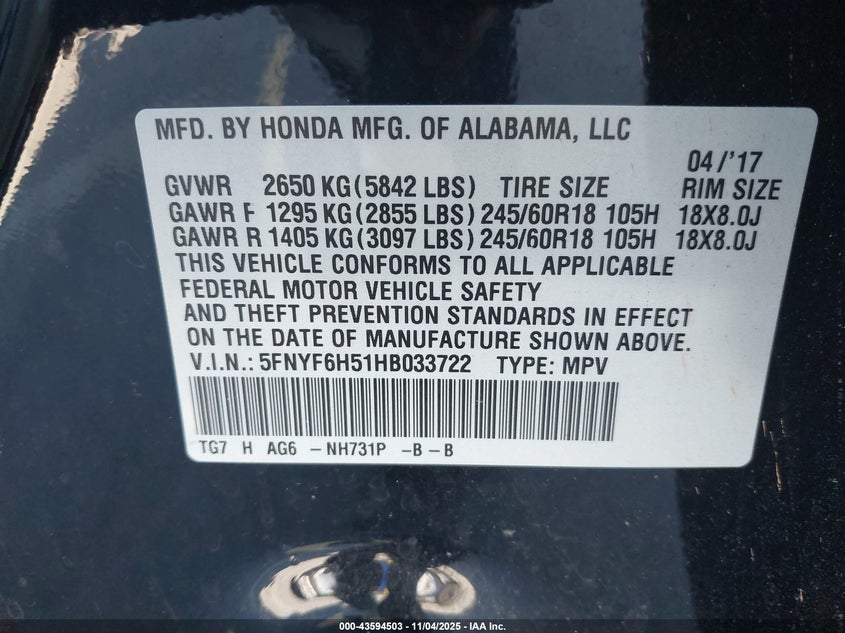 MFD. BY HONDA MFG. OF ALABAMA, LLC
04/'17
GVWR 2650 KG(5842 LBS) TIRE SIZE RIM SIZE
GAWR F 1295 KG(2855 LBS) 245/60R18 105H 18X8.0J
GAWR R 1405 KG(3097 LBS) 245/60R18 105H 18X8.0J
THIS VEHICLE CONFORMS TO ALL APPLICABLE
FEDERAL MOTOR VEHICLE SAFETY
AND THEFT PREVENTION STANDARDS IN EFFECT
ON THE DATE OF MANUFACTURE SHOWN ABOVE.
V.I.N.: 5FNYF6H51HB033722 TYPE: MPV
TG7 H AG6 -NH731P -B-B
000-43594503 - 11/04/2025 - IAA Inc.